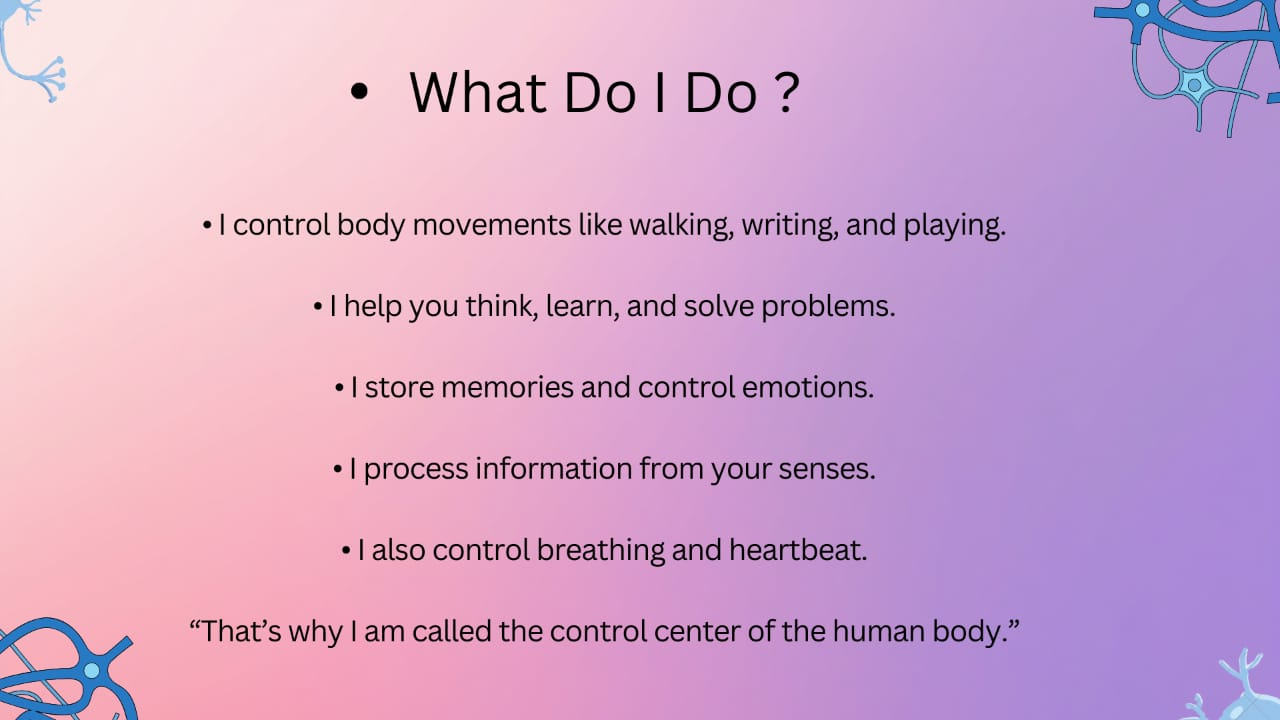 • What Do I Do ?
• I control body movements like walking, writing, and playing.
• I help you think, learn, and solve problems.
• I store memories and control emotions.
• I process information from your senses.
• I also control breathing and heartbeat.
“That’s why I am called the control center of the human body.”